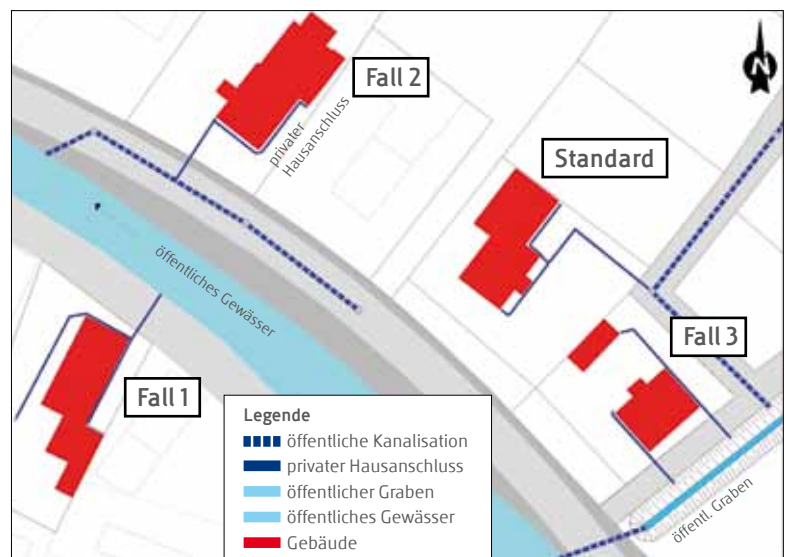 N
Fall 2
privater
Hausanschluss
Standard
öffentliches Gewässer
Fall 3
Fall 1
öffentl. Graben
Legende
öffentliche Kanalisation
privater Hausanschluss
öffentlicher Graben
öffentliches Gewässer
Gebäude